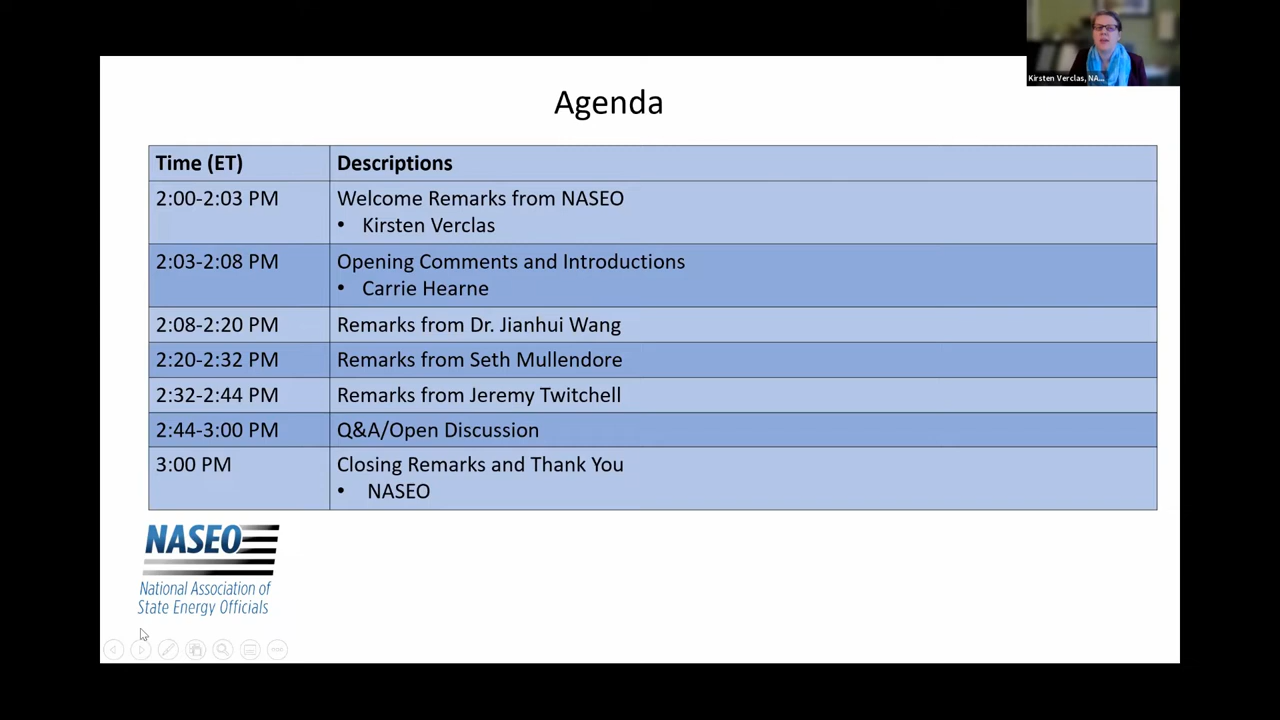 Kirsten Verclas, NA...
Agenda
Time (ET) Descriptions
2:00-2:03 PM Welcome Remarks from NASEO
• Kirsten Verclas
2:03-2:08 PM Opening Comments and Introductions
• Carrie Hearne
2:08-2:20 PM Remarks from Dr. Jianhui Wang
2:20-2:32 PM Remarks from Seth Mullendore
2:32-2:44 PM Remarks from Jeremy Twitchell
2:44-3:00 PM Q&A/Open Discussion
3:00 PM Closing Remarks and Thank You
• NASEO
NASEO
National Association of
State Energy Officials